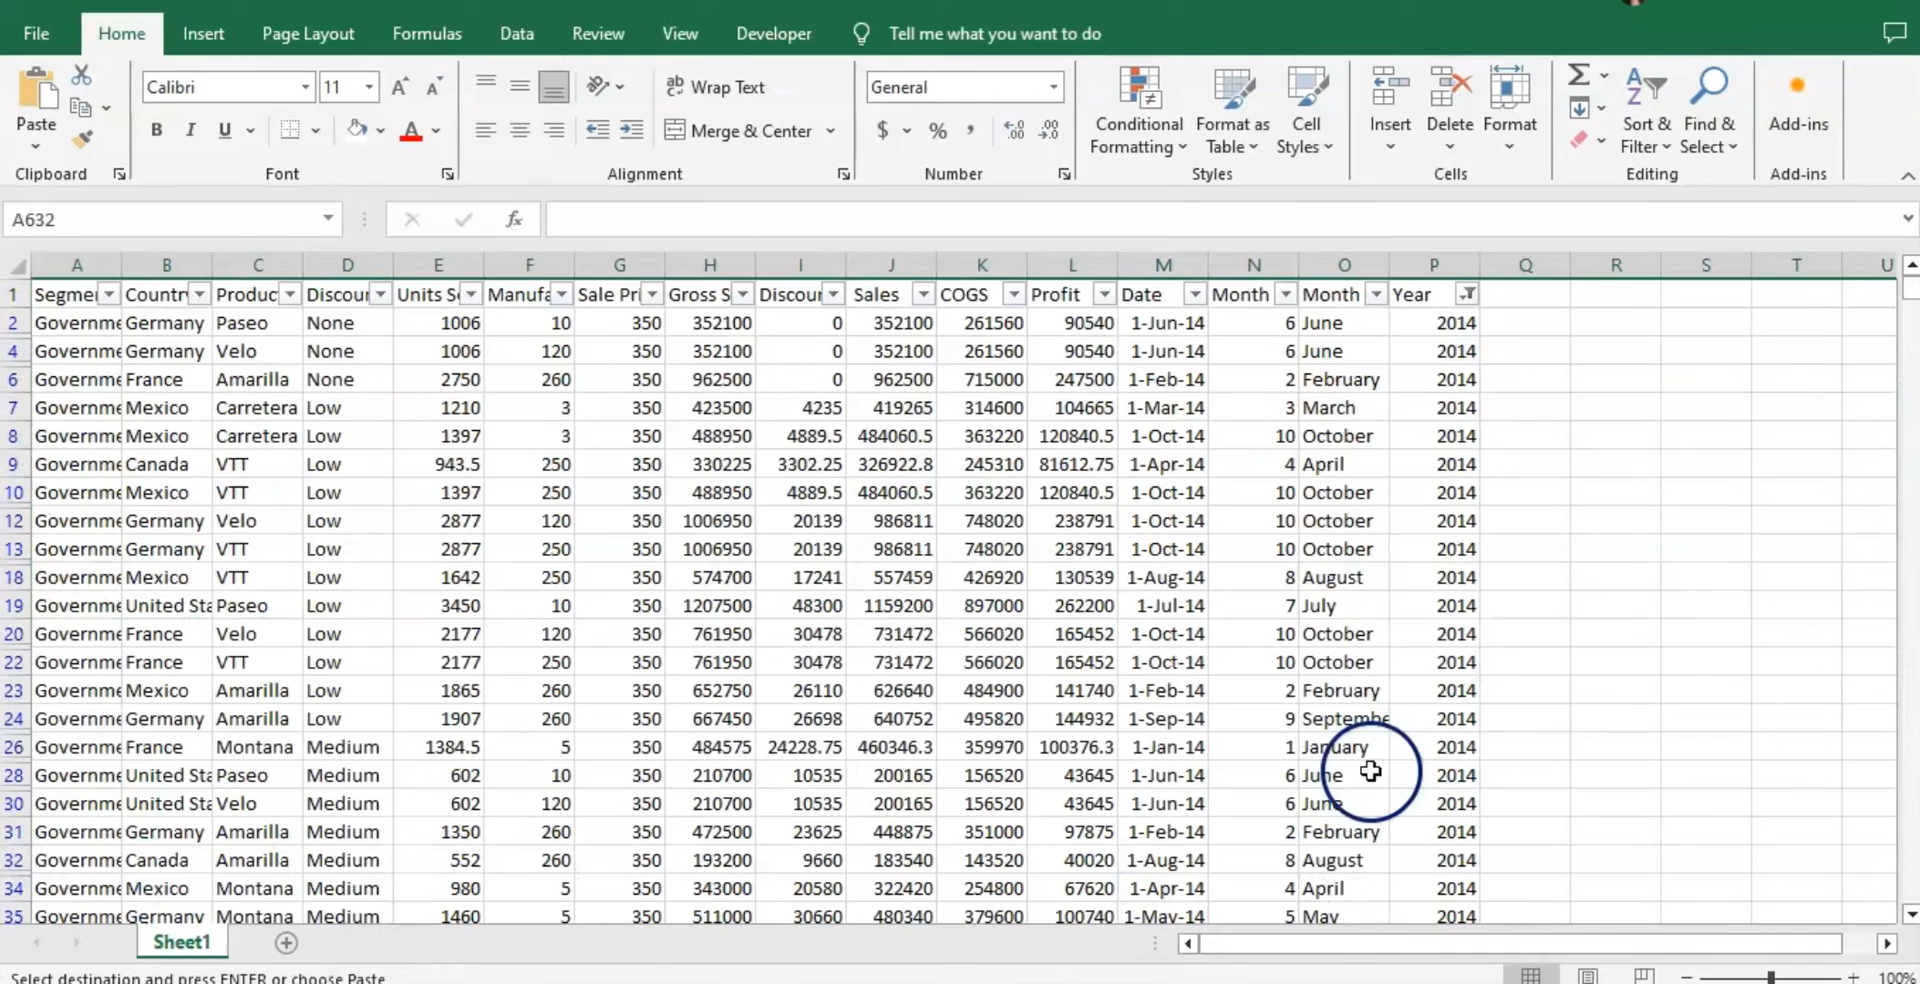 File Home Insert Page Layout Formulas Data Review View Developer Tell me what you want to do
Calibri 11 Wrap Text General
Paste B I U Merge & Center $ % Conditional Formatting Format as Table Cell Styles Insert Delete Format Sort & Filter Find & Select Add-ins
Clipboard Font Alignment Number Styles Cells Editing Add-ins
A632 fx
A B C D E F G H I J K L M N O P Q R S T U
1 Segme Countr Produc Discou Units S Manufa Sale Pri Gross S Discou Sales COGS Profit Date Month Month Year
2 Governme Germany Paseo None 1006 10 350 352100 0 352100 261560 90540 1-Jun-14 6 June 2014
4 Governme Germany Velo None 1006 120 350 352100 0 352100 261560 90540 1-Jun-14 6 June 2014
6 Governme France Amarilla None 2750 260 350 962500 0 962500 715000 247500 1-Feb-14 2 February 2014
7 Governme Mexico Carretera Low 1210 3 350 423500 4235 419265 314600 104665 1-Mar-14 3 March 2014
8 Governme Mexico Carretera Low 1397 3 350 488950 4889.5 484060.5 363220 120840.5 1-Oct-14 10 October 2014
9 Governme Canada VTT Low 943.5 250 350 330225 3302.25 326922.8 245310 81612.75 1-Apr-14 4 April 2014
10 Governme Mexico VTT Low 1397 250 350 488950 4889.5 484060.5 363220 120840.5 1-Oct-14 10 October 2014
12 Governme Germany Velo Low 2877 120 350 1006950 20139 986811 748020 238791 1-Oct-14 10 October 2014
13 Governme Germany VTT Low 2877 250 350 1006950 20139 986811 748020 238791 1-Oct-14 10 October 2014
18 Governme Mexico VTT Low 1642 250 350 574700 17241 557459 426920 130539 1-Aug-14 8 August 2014
19 Governme United Sta Paseo Low 3450 10 350 1207500 48300 1159200 897000 262200 1-Jul-14 7 July 2014
20 Governme France Velo Low 2177 120 350 761950 30478 731472 566020 165452 1-Oct-14 10 October 2014
22 Governme France VTT Low 2177 250 350 761950 30478 731472 566020 165452 1-Oct-14 10 October 2014
23 Governme Mexico Amarilla Low 1865 260 350 652750 26110 626640 484900 141740 1-Feb-14 2 February 2014
24 Governme Germany Amarilla Low 1907 260 350 667450 26698 640752 495820 144932 1-Sep-14 9 Septembe 2014
26 Governme France Montana Medium 1384.5 5 350 484575 24228.75 460346.3 359970 100376.3 1-Jan-14 1 January 2014
28 Governme United Sta Paseo Medium 602 10 350 210700 10535 200165 156520 43645 1-Jun-14 6 June 2014
30 Governme United Sta Velo Medium 602 120 350 210700 10535 200165 156520 43645 1-Jun-14 6 June 2014
31 Governme Germany Amarilla Medium 1350 260 350 472500 23625 448875 351000 97875 1-Feb-14 2 February 2014
32 Governme Canada Amarilla Medium 552 260 350 193200 9660 183540 143520 40020 1-Aug-14 8 August 2014
34 Governme Mexico Montana Medium 980 5 350 343000 20580 322420 254800 67620 1-Apr-14 4 April 2014
35 Governme Germany Montana Medium 1460 5 350 511000 30660 480340 379600 100740 1-May-14 5 May 2014
Sheet1
Select destination and press ENTER or choose Paste 100%